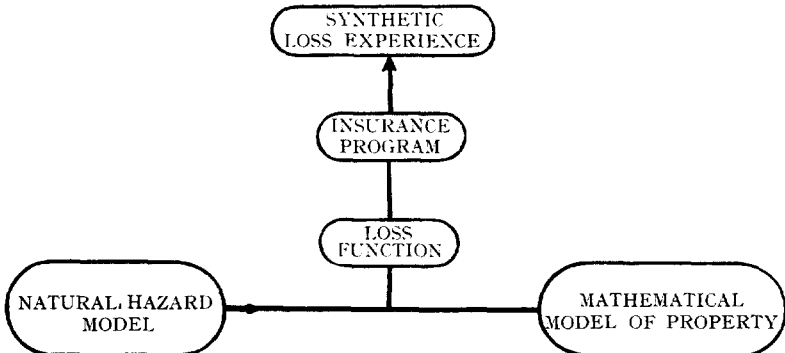 SYNTHETIC
LOSS EXPERIENCE
INSURANCE
PROGRAM
LOSS
FUNCTION
NATURAL HAZARD
MODEL
MATHEMATICAL
MODEL OF PROPERTY